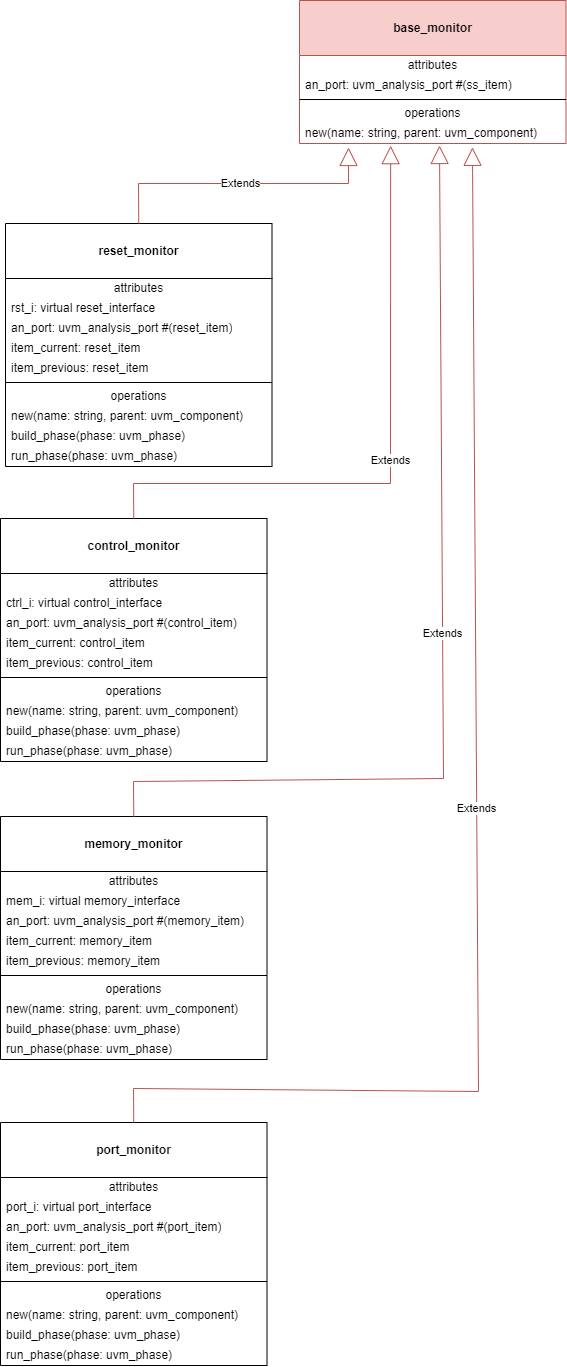 base_monitor
attributes
an_port: uvm_analysis_port #(ss_item)
operations
new(name: string, parent: uvm_component)
Extends
reset_monitor
attributes
rst_i: virtual reset_interface
an_port: uvm_analysis_port #(reset_item)
item_current: reset_item
item_previous: reset_item
operations
new(name: string, parent: uvm_component)
build_phase(phase: uvm_phase)
run_phase(phase: uvm_phase)
Extends
control_monitor
attributes
ctrl_i: virtual control_interface
an_port: uvm_analysis_port #(control_item)
item_current: control_item
item_previous: control_item
operations
new(name: string, parent: uvm_component)
build_phase(phase: uvm_phase)
run_phase(phase: uvm_phase)
Extends
Extends
memory_monitor
attributes
mem_i: virtual memory_interface
an_port: uvm_analysis_port #(memory_item)
item_current: memory_item
item_previous: memory_item
operations
new(name: string, parent: uvm_component)
build_phase(phase: uvm_phase)
run_phase(phase: uvm_phase)
port_monitor
attributes
port_i: virtual port_interface
an_port: uvm_analysis_port #(port_item)
item_current: port_item
item_previous: port_item
operations
new(name: string, parent: uvm_component)
build_phase(phase: uvm_phase)
run_phase(phase: uvm_phase)